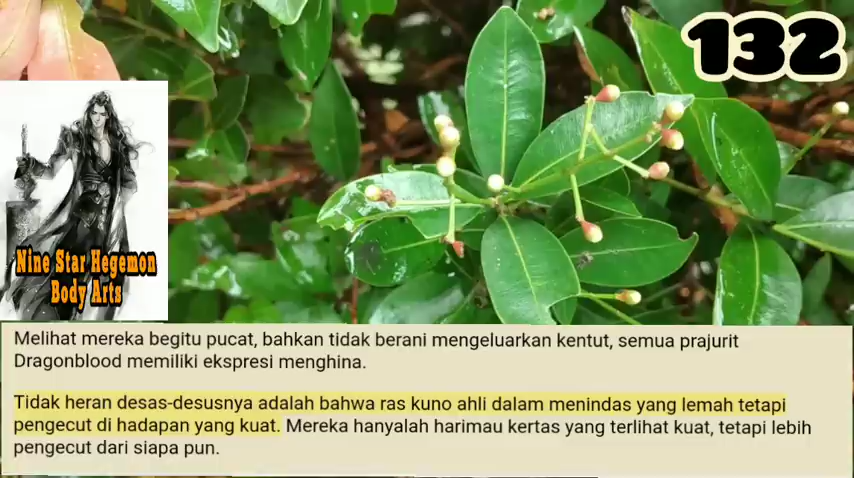 132
Nine Star Hegemon
Body Arts
Melihat mereka begitu pucat, bahkan tidak berani mengeluarkan kentut, semua prajurit
Dragonblood memiliki ekspresi menghina.
Tidak heran desas-desusnya adalah bahwa ras kuno ahli dalam menindas yang lemah tetapi
pengecut di hadapan yang kuat. Mereka hanyalah harimau kertas yang terlihat kuat, tetapi lebih
pengecut dari siapa pun.